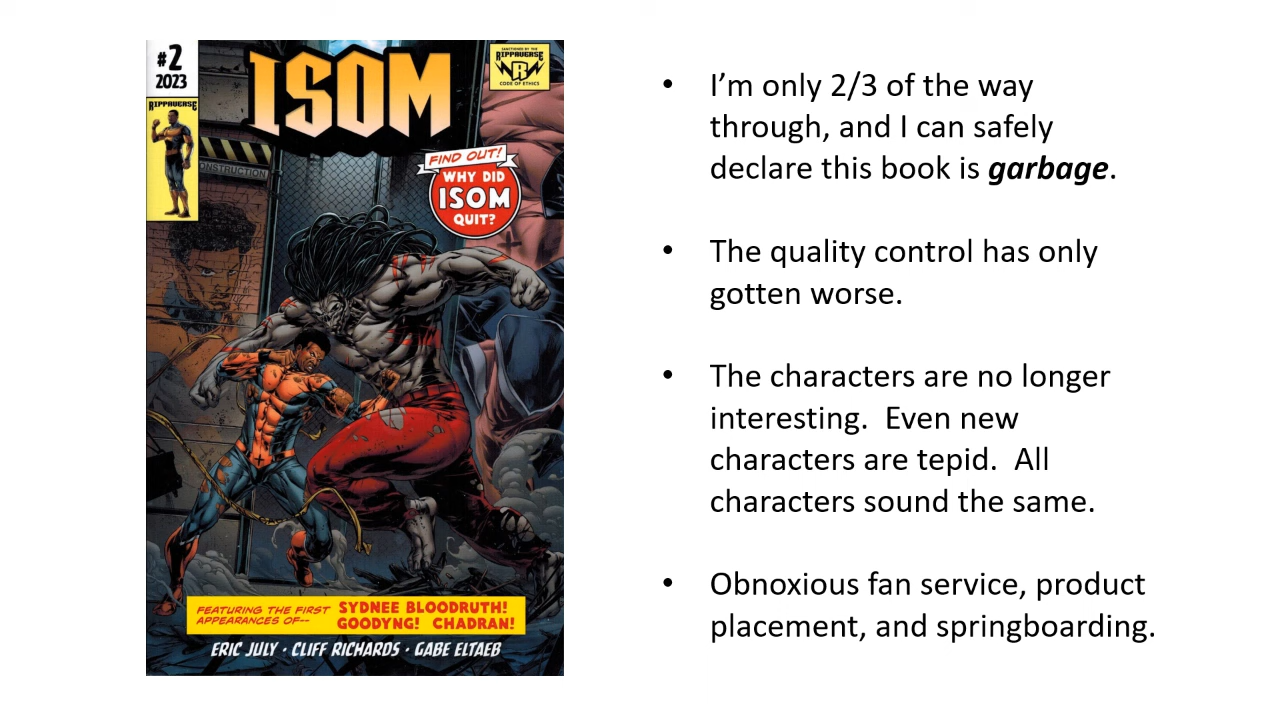 #2
2023
RIPPAVERSE
ISOM
SANCTIONED BY THE
RIPPAVERSE
R
CODE OF ETHICS
CONSTRUCTION
FIND OUT!
WHY DID
ISOM
QUIT?
FEATURING THE FIRST
APPEARANCES OF--
SYDNEE BLOODRUTH!
GOODYNG! CHADRAN!
ERIC JULY • CLIFF RICHARDS • GABE ELTAEB
• I’m only 2/3 of the way
through, and I can safely
declare this book is garbage.
• The quality control has only
gotten worse.
• The characters are no longer
interesting. Even new
characters are tepid. All
characters sound the same.
• Obnoxious fan service, product
placement, and springboarding.